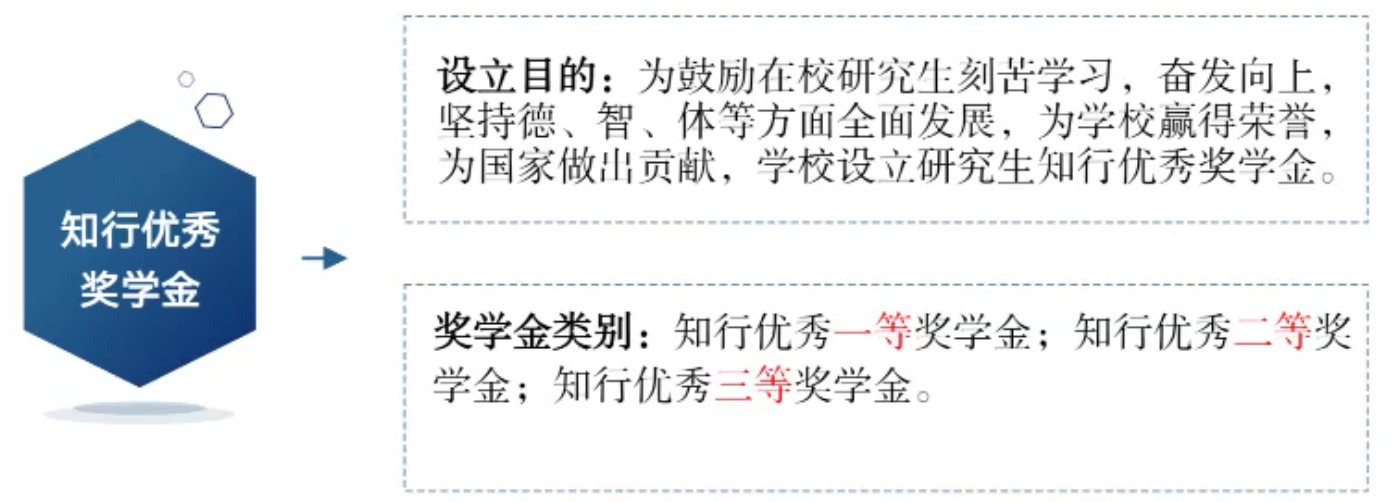 知行优秀
奖学金
设立目的：为鼓励在校研究生刻苦学习，奋发向上，
坚持德、智、体等方面全面发展，为学校赢得荣誉，
为国家做出贡献，学校设立研究生知行优秀奖学金。
奖学金类别：知行优秀一等奖学金；知行优秀二等奖
学金；知行优秀三等奖学金。